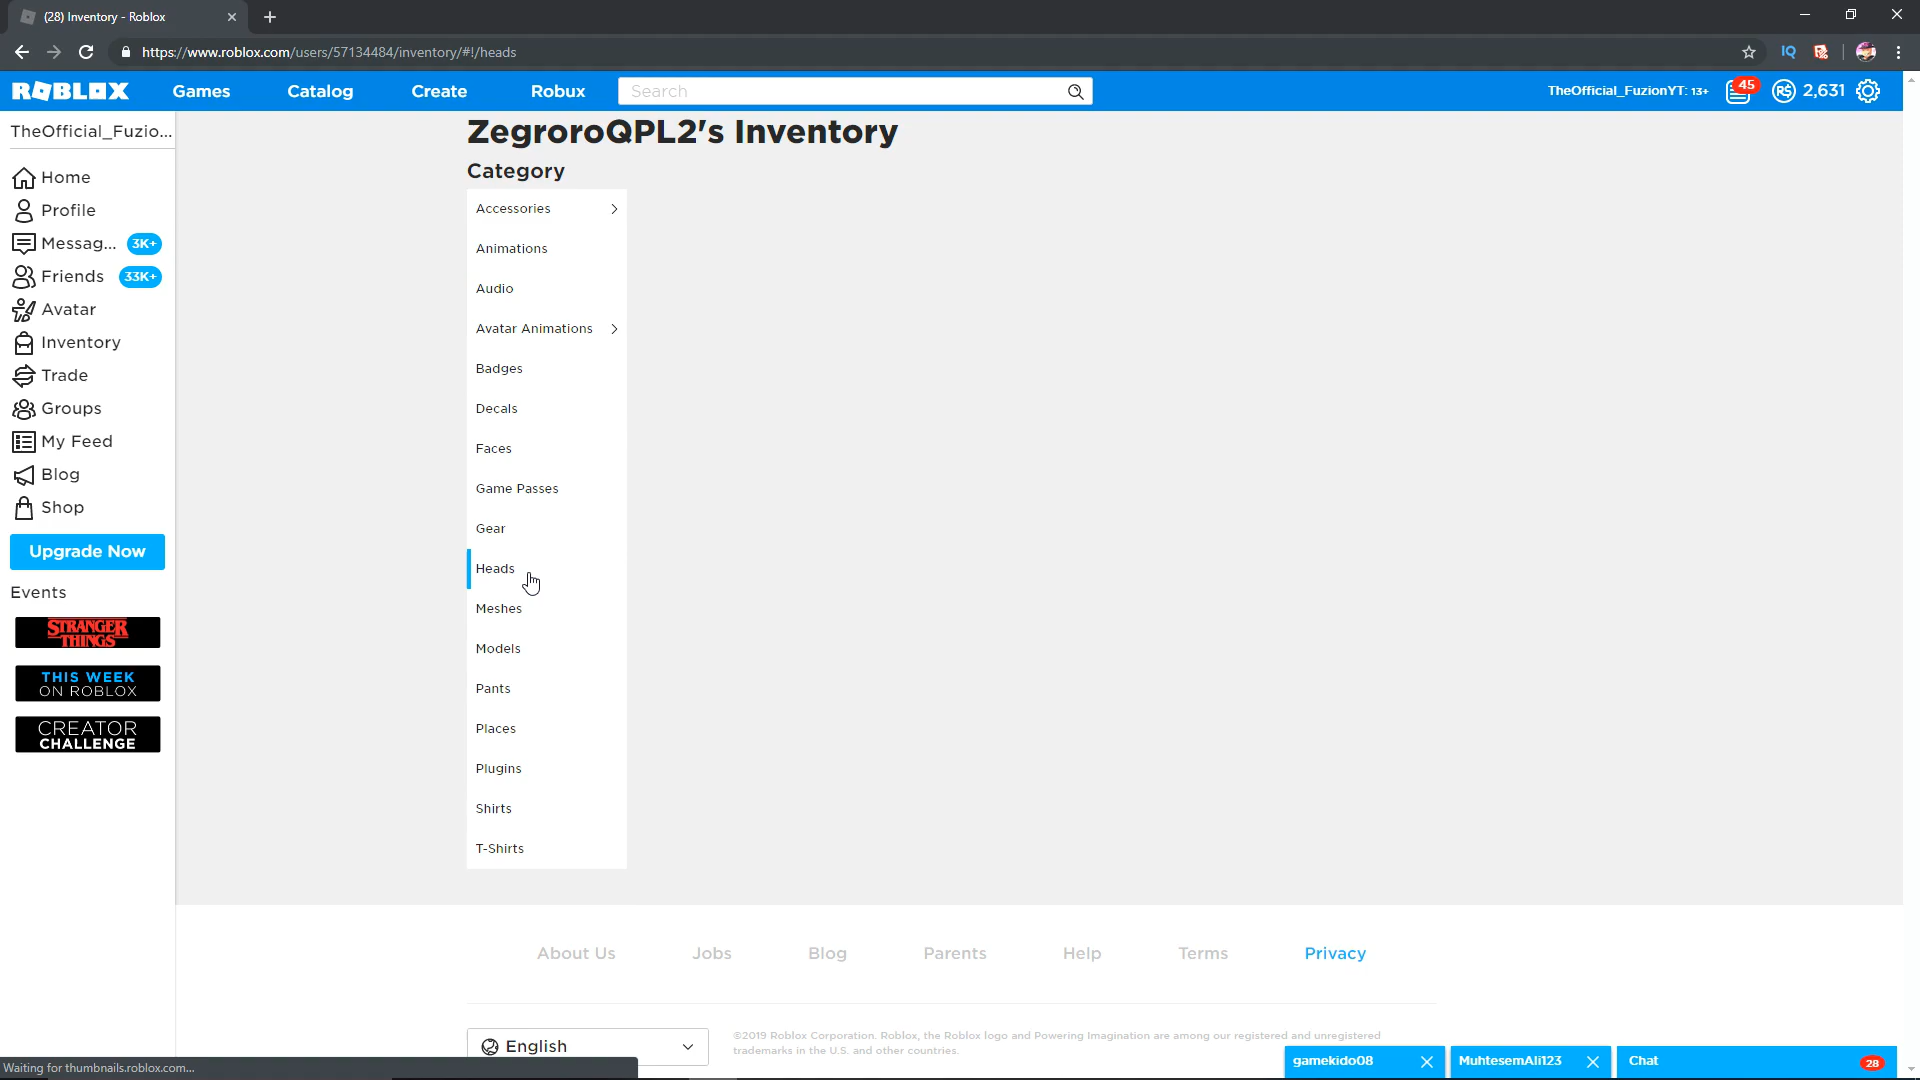 (28) Inventory - Roblox
https://www.roblox.com/users/57134484/inventory/#!/heads
IQ
ROBLOX
Games
Catalog
Create
Robux
Search
TheOfficial_FuzionYT: 13+
45
R$
2,631
TheOfficial_Fuzio...
Home
Profile
Messag... 3K+
Friends 33K+
Avatar
Inventory
Trade
Groups
My Feed
Blog
Shop
Upgrade Now
Events
STRANGER
THINGS
THIS WEEK
ON ROBLOX
CREATOR
CHALLENGE
ZegroroQPL2's Inventory
Category
Accessories
Animations
Audio
Avatar Animations
Badges
Decals
Faces
Game Passes
Gear
Heads
Meshes
Models
Pants
Places
Plugins
Shirts
T-Shirts
About Us
Jobs
Blog
Parents
Help
Terms
Privacy
English
©2019 Roblox Corporation. Roblox, the Roblox logo and Powering Imagination are among our registered and unregistered
trademarks in the U.S. and other countries.
gamekido08
MuhtesemAli123
Chat
28
Waiting for thumbnails.roblox.com...